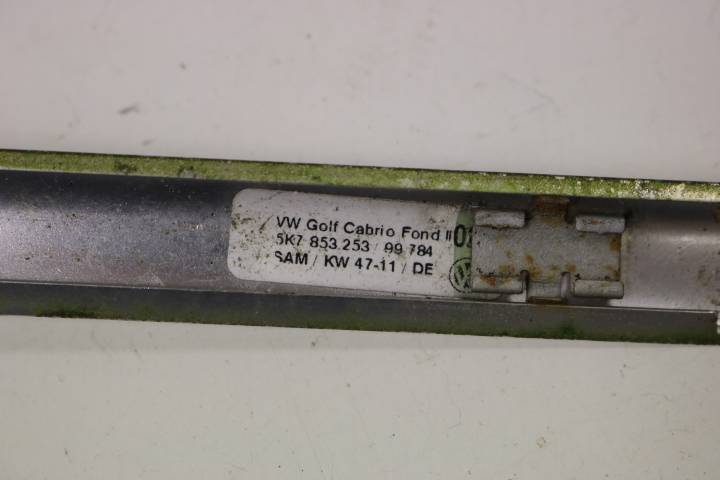 VW Golf Cabrio Fond
5K7 853 253 / 99 784
SAM / KW 47-11 / DE